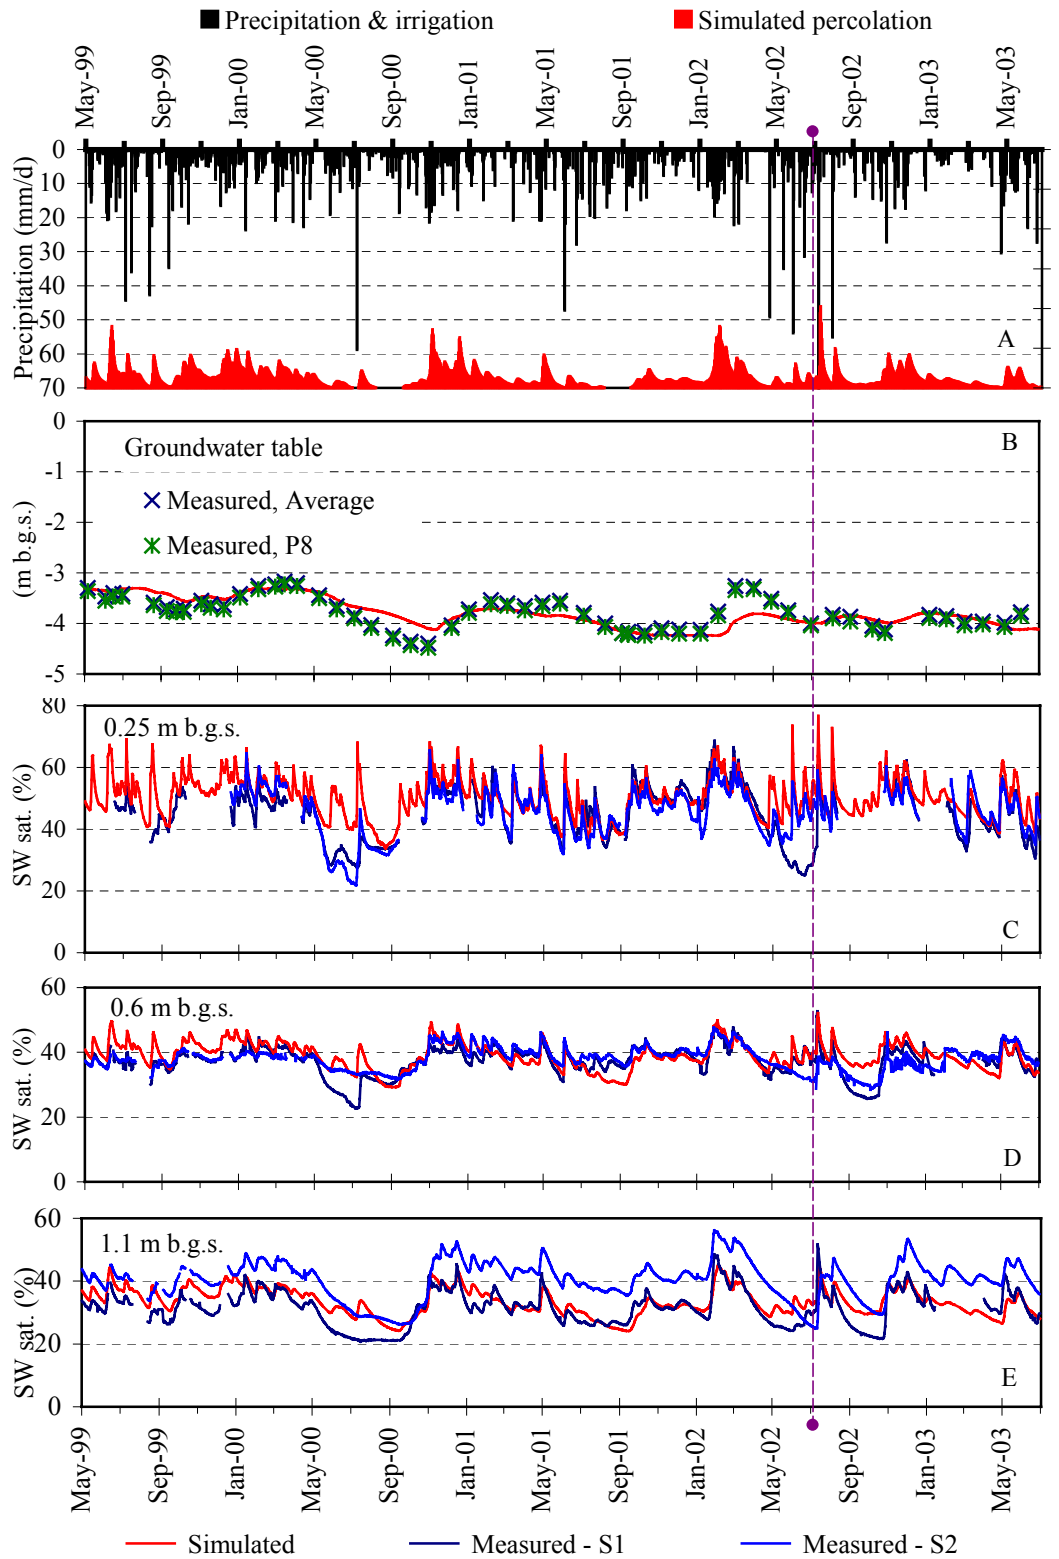 Precipitation & irrigation Simulated percolation
May-99 Sep-99 Jan-00 May-00 Sep-00 Jan-01 May-01 Sep-01 Jan-02 May-02 Sep-02 Jan-03 May-03
Precipitation (mm/d)
0
10
20
30
40
50
60
70
A
(m b.g.s.)
0
-1
-2
-3
-4
-5
B
Groundwater table
Measured, Average
Measured, P8
SW sat. (%)
80
60
40
20
0
0.25 m b.g.s.
C
SW sat. (%)
60
40
20
0
0.6 m b.g.s.
D
SW sat. (%)
60
40
20
0
1.1 m b.g.s.
E
May-99 Sep-99 Jan-00 May-00 Sep-00 Jan-01 May-01 Sep-01 Jan-02 May-02 Sep-02 Jan-03 May-03
Simulated Measured - S1 Measured - S2